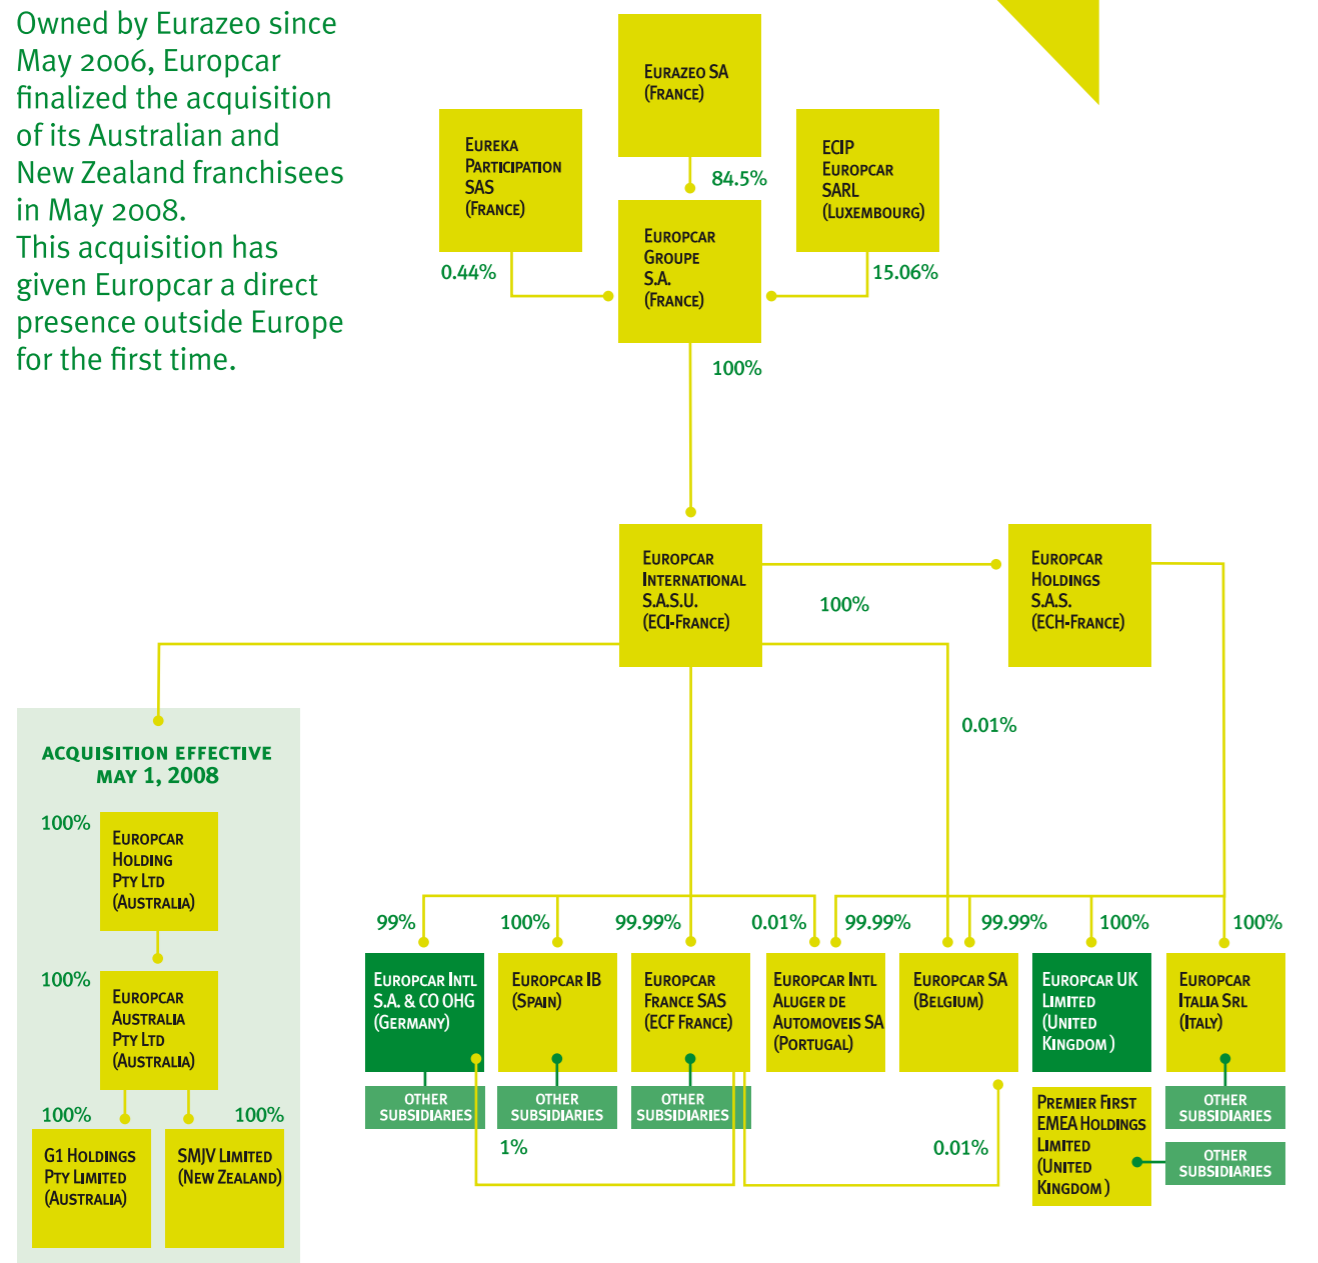 Owned by Eurazeo since
May 2006, Europcar
finalized the acquisition
of its Australian and
New Zealand franchisees
in May 2008.
This acquisition has
given Europcar a direct
presence outside Europe
for the first time.
Eurazeo SA
(France)
Eureka
Participation
SAS
(France)
ECIP
Europcar
SARL
(Luxembourg)
84.5%
Europcar
Groupe
S.A.
(France)
0.44%
15.06%
100%
Europcar
International
S.A.S.U.
(ECI-France)
100%
Europcar
Holdings
S.A.S.
(ECH-France)
0.01%
ACQUISITION EFFECTIVE
MAY 1, 2008
100%
Europcar
Holding
Pty Ltd
(Australia)
100%
Europcar
Australia
Pty Ltd
(Australia)
100%
100%
G1 Holdings
Pty Limited
(Australia)
SMJV Limited
(New Zealand)
99%
100%
99.99%
0.01%
99.99%
99.99%
100%
100%
Europcar Intl
S.A. & CO OHG
(Germany)
Europcar IB
(Spain)
Europcar
France SAS
(ECF France)
Europcar Intl
Aluger de
Automoveis SA
(Portugal)
Europcar SA
(Belgium)
Europcar UK
Limited
(United
Kingdom )
Europcar
Italia Srl
(Italy)
OTHER
SUBSIDIARIES
OTHER
SUBSIDIARIES
OTHER
SUBSIDIARIES
Premier First
EMEA Holdings
Limited
(United
Kingdom )
OTHER
SUBSIDIARIES
1%
0.01%
OTHER
SUBSIDIARIES